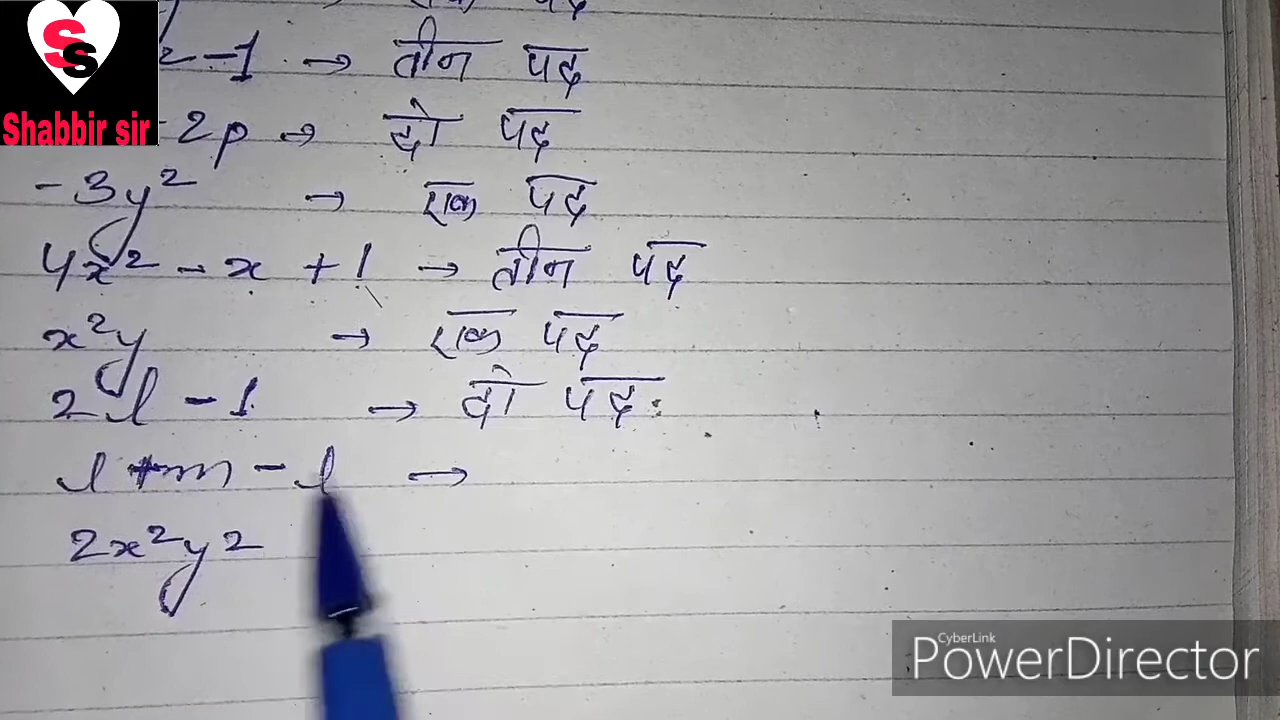 SS
Shabbir sir
2 - 1 → तीन पद
- 2p → दो पद
- 3y² → एक पद
4x² - x + 1 → तीन पद
x²y → एक पद
2l - 1 → दो पद
l + m - l →
2x²y²
CyberLink
PowerDirector